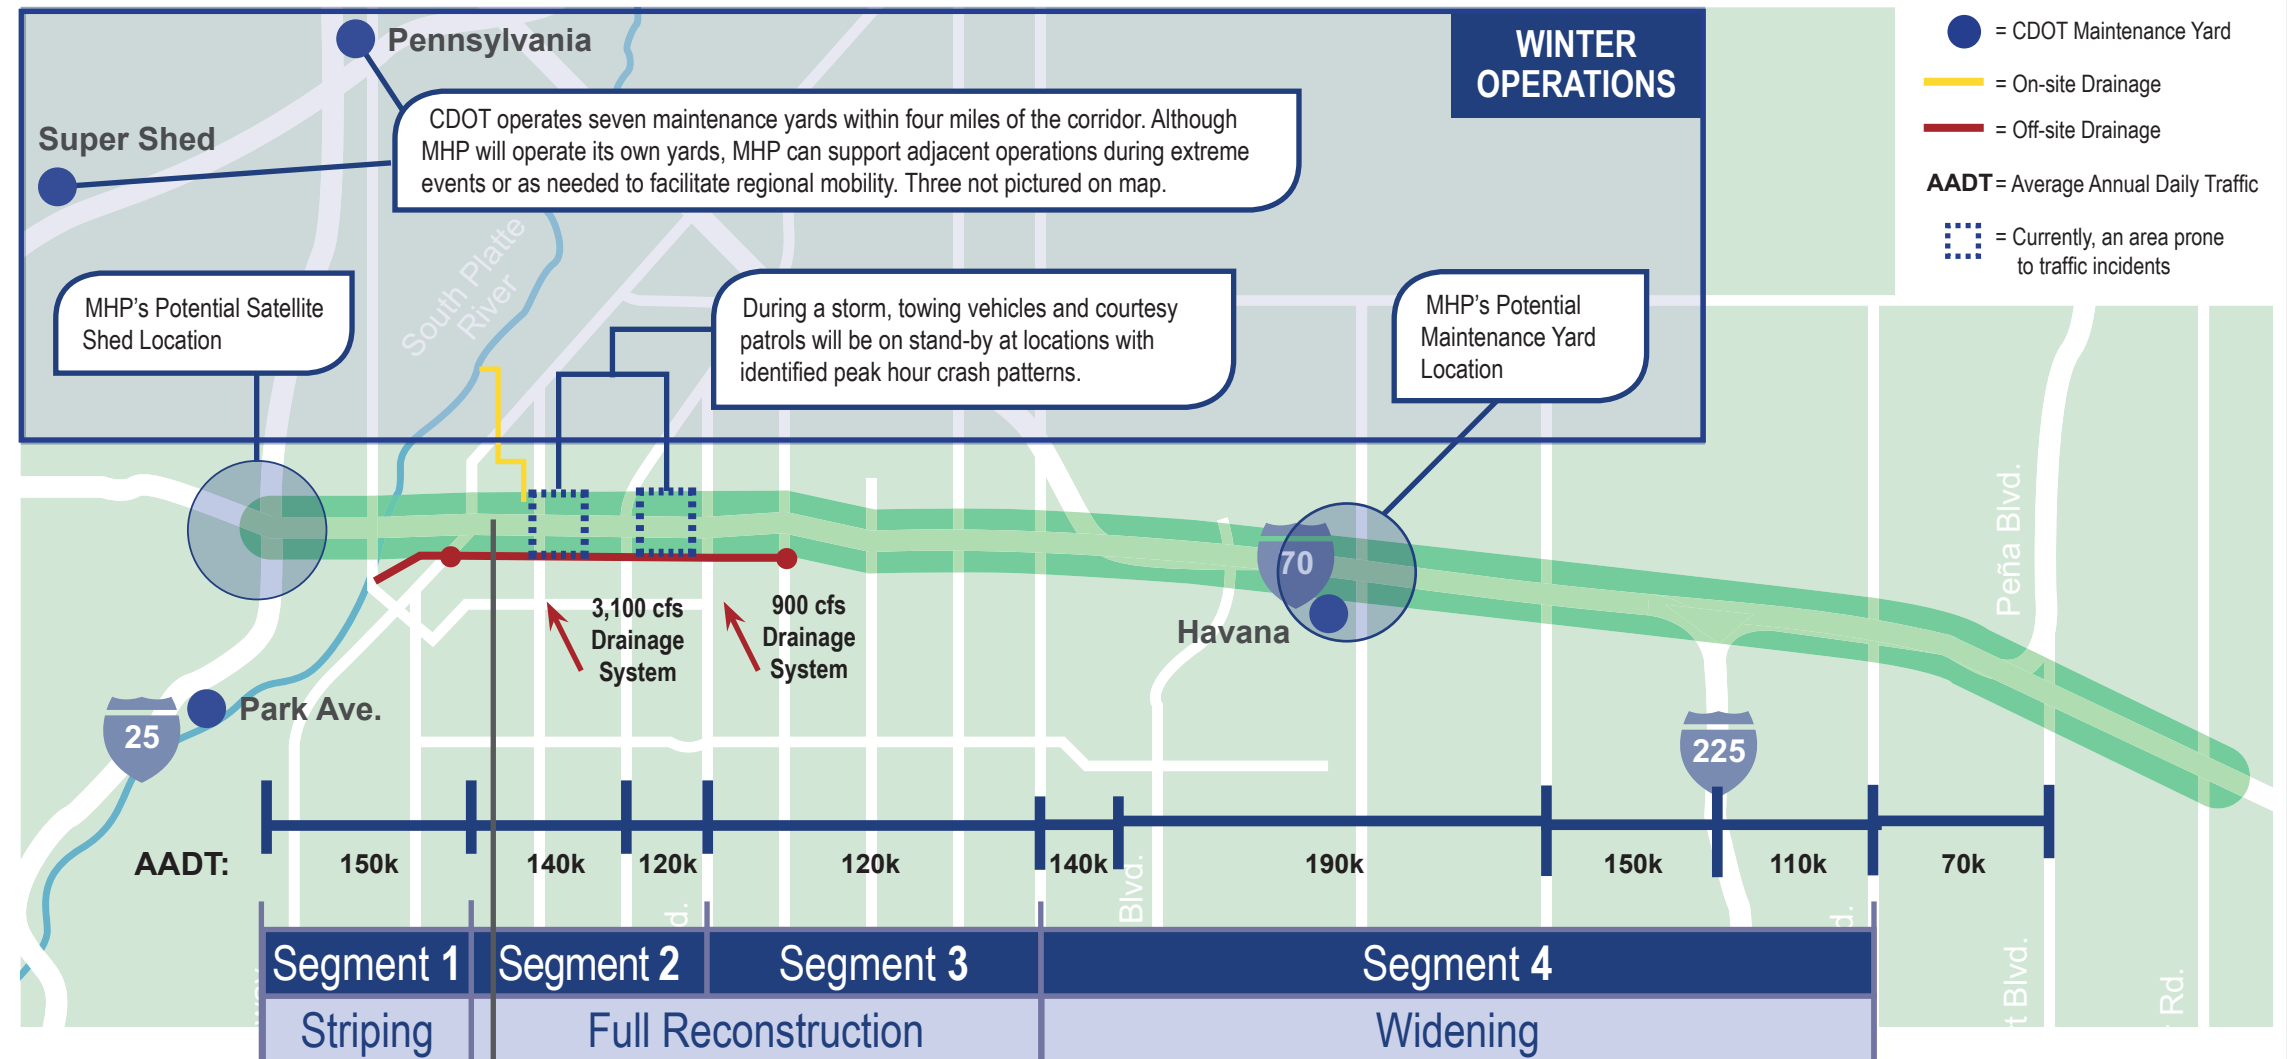 Pennsylvania
WINTER
OPERATIONS
= CDOT Maintenance Yard
= On-site Drainage
= Off-site Drainage
AADT = Average Annual Daily Traffic
= Currently, an area prone
to traffic incidents
CDOT operates seven maintenance yards within four miles of the corridor. Although
MHP will operate its own yards, MHP can support adjacent operations during extreme
events or as needed to facilitate regional mobility. Three not pictured on map.
Super Shed
South Platte
River
MHP's Potential Satellite
Shed Location
During a storm, towing vehicles and courtesy
patrols will be on stand-by at locations with
identified peak hour crash patterns.
MHP's Potential
Maintenance Yard
Location
Peña Blvd.
70
Havana
3,100 cfs
Drainage
System
900 cfs
Drainage
System
Park Ave.
25
225
AADT:
150k
140k
120k
120k
140k
190k
150k
110k
70k
Blvd.
d.
d.
t Blvd.
Rd.
Segment 1
Segment 2
Segment 3
Segment 4
Striping
Full Reconstruction
Widening